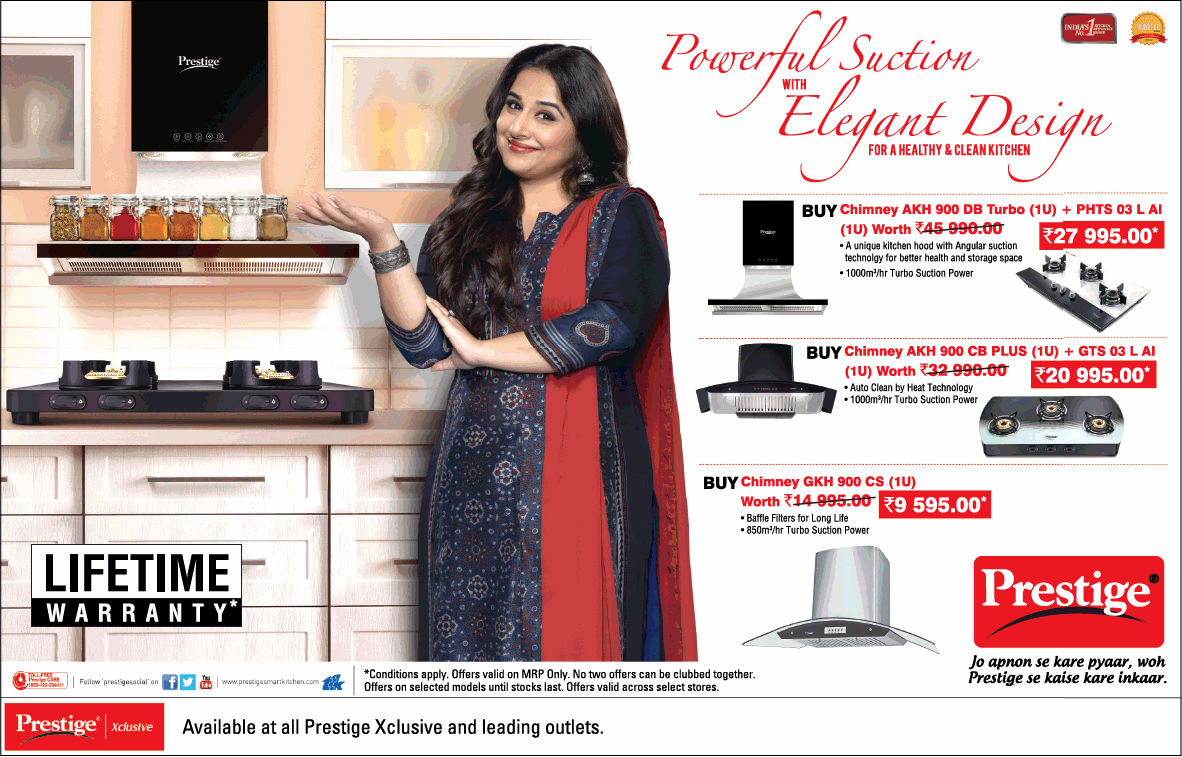 Prestige
Powerful Suction
WITH
Elegant Design
FOR A HEALTHY & CLEAN KITCHEN
INDIA'S No. 1 KITCHEN
BUY Chimney AKH 900 DB Turbo (1U) + PHTS 03 L AI
(1U) Worth ₹45 990.00 ₹27 995.00*
• A unique kitchen hood with Angular suction
technolgy for better health and storage space
• 1000m³/hr Turbo Suction Power
Prestige
BUY Chimney AKH 900 CB PLUS (1U) + GTS 03 L AI
(1U) Worth ₹32 990.00 ₹20 995.00*
• Auto Clean by Heat Technology
• 1000m³/hr Turbo Suction Power
BUY Chimney GKH 900 CS (1U)
Worth ₹14 995.00 ₹9 595.00*
• Baffle Filters for Long Life
• 850m³/hr Turbo Suction Power
LIFETIME
WARRANTY*
Prestige®
Jo apnon se kare pyaar, woh
Prestige se kaise kare inkaar.
TOLL-FREE
Prestige CARE
1800-123-334411
Follow 'prestigesocial' on
You Tube
www.prestigesmartkitchen.com
ttk
*Conditions apply. Offers valid on MRP Only. No two offers can be clubbed together.
Offers on selected models until stocks last. Offers valid across select stores.
Prestige® Xclusive
Available at all Prestige Xclusive and leading outlets.